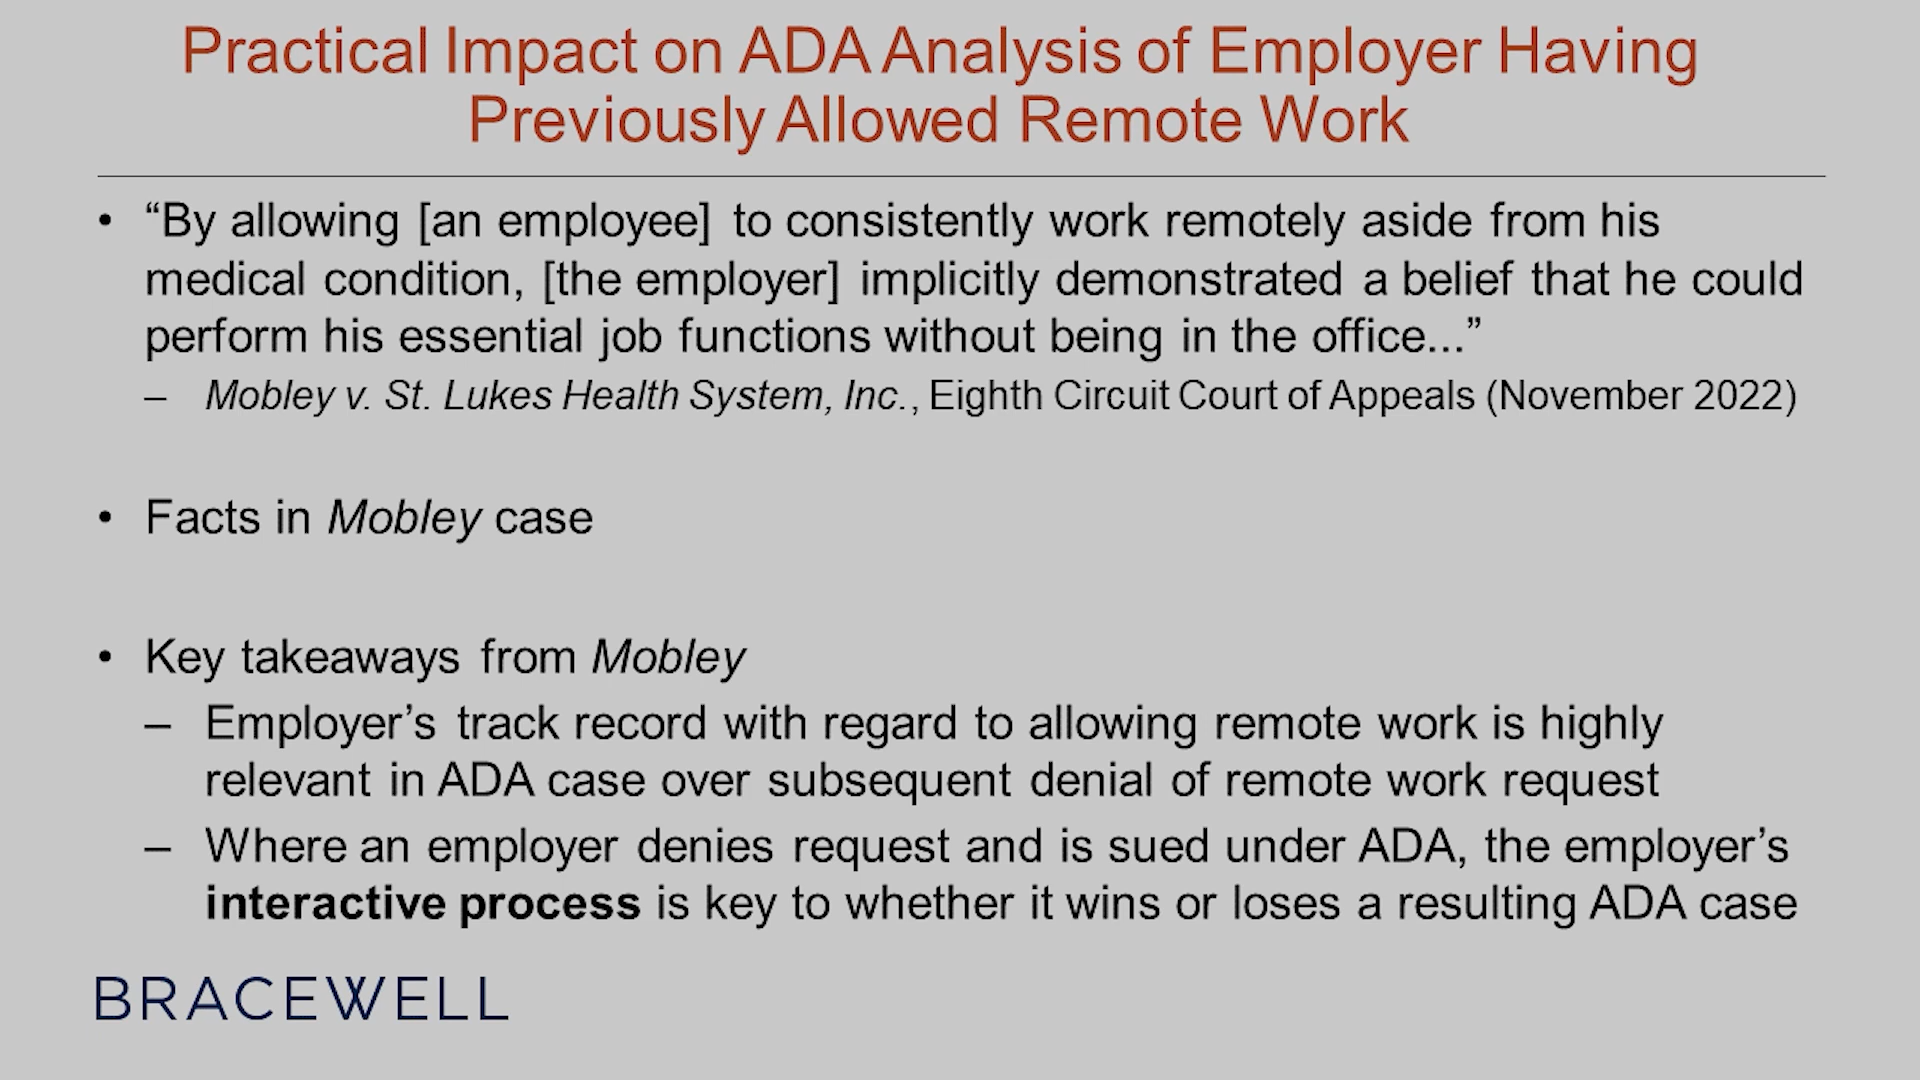 Practical Impact on ADA Analysis of Employer Having
Previously Allowed Remote Work
• “By allowing [an employee] to consistently work remotely aside from his
medical condition, [the employer] implicitly demonstrated a belief that he could
perform his essential job functions without being in the office...”
– Mobley v. St. Lukes Health System, Inc., Eighth Circuit Court of Appeals (November 2022)
• Facts in Mobley case
• Key takeaways from Mobley
– Employer’s track record with regard to allowing remote work is highly
relevant in ADA case over subsequent denial of remote work request
– Where an employer denies request and is sued under ADA, the employer’s
interactive process is key to whether it wins or loses a resulting ADA case
BRACEWELL